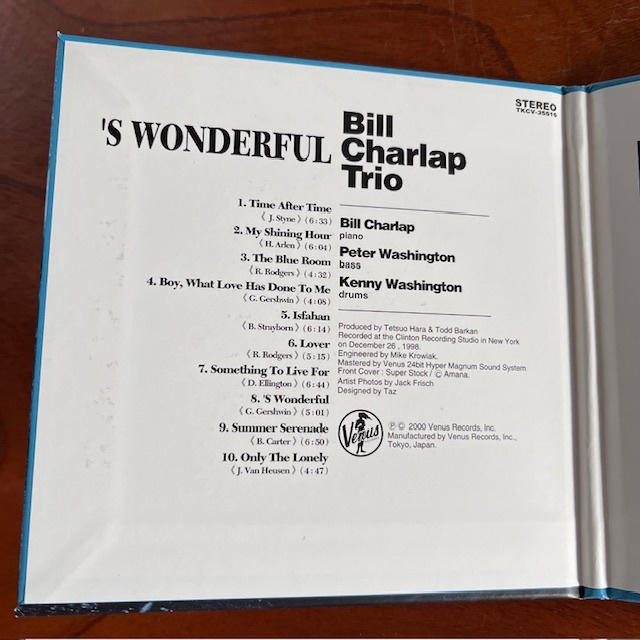 STEREO
TKCV-35516
'S WONDERFUL
Bill
Charlap
Trio
1. Time After Time
《 J. Styne 》 (6:33)
2. My Shining Hour
《 H. Arlen 》 (6:04)
3. The Blue Room
《 R. Rodgers 》 (4:32)
4. Boy, What Love Has Done To Me
《 G. Gershwin 》 (4:08)
5. Isfahan
《 B. Strayborn 》 (6:14)
6. Lover
《 R. Rodgers 》 (5:15)
7. Something To Live For
《 D. Ellington 》 (6:44)
8. 'S Wonderful
《 G. Gershwin 》 (5:01)
9. Summer Serenade
《 B. Carter 》 (6:50)
10. Only The Lonely
《 J. Van Heusen 》 (4:47)
Bill Charlap
piano
Peter Washington
bass
Kenny Washington
drums
Produced by Tetsuo Hara & Todd Barkan
Recorded at the Clinton Recording Studio in New York
on December 26 , 1998.
Engineered by Mike Krowiak.
Mastered by Venus 24bit Hyper Magnum Sound System
Front Cover : Super Stock / Ⓒ Amana.
Artist Photos by Jack Frisch
Designed by Taz
Venus
Ⓟ Ⓒ 2000 Venus Records, Inc.
Manufactured by Venus Records, Inc.,
Tokyo, Japan.